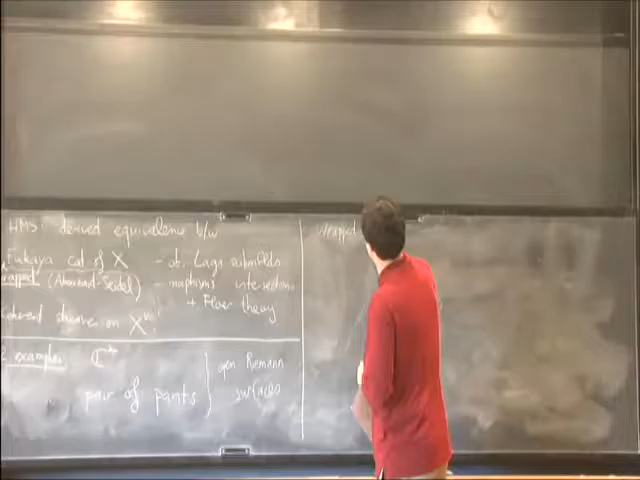 HMS derived equivalence b/w
Fukaya cat. of X
wrapped (Abouzaid-Seidel)
- ob. Lags submflds
- morphisms intersections
+ Floer theory
Coherent sheaves on X^v
2 examples C*
pair of pants
open Riemann
surfaces
wrapped